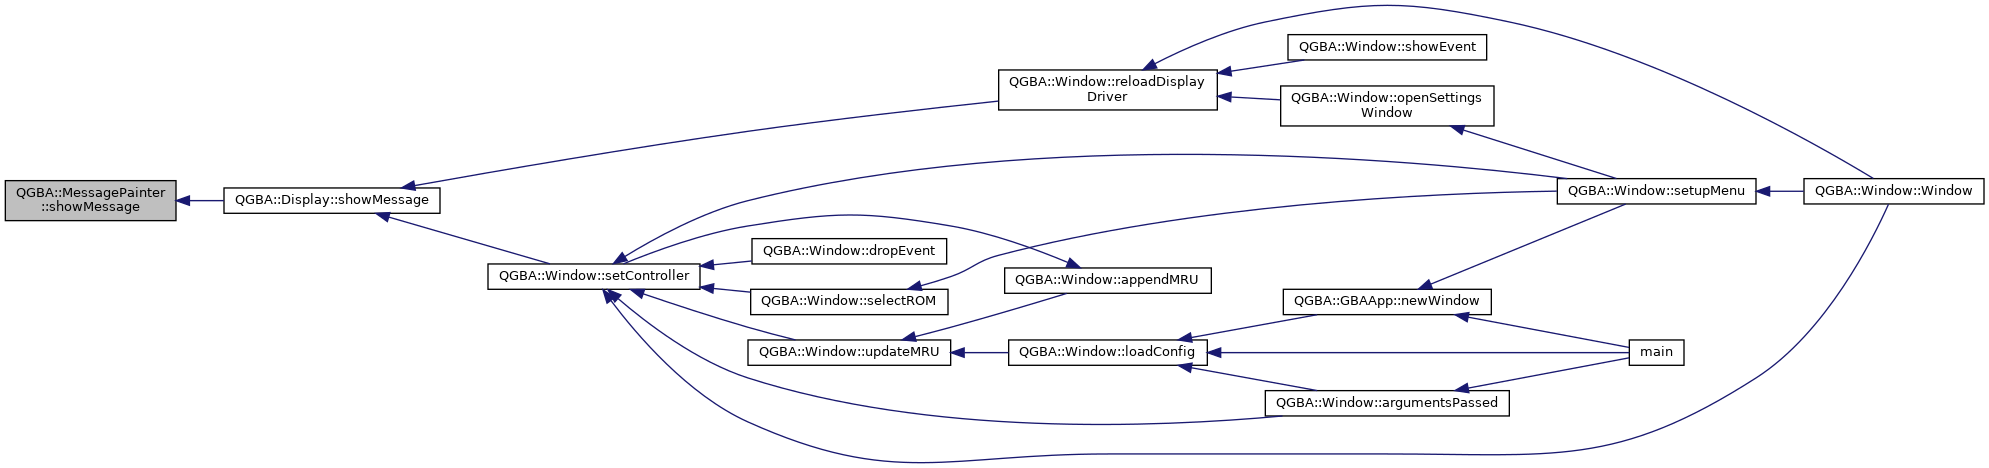 QGBA::MessagePainter
::showMessage
QGBA::Display::showMessage
QGBA::Window::reloadDisplay
Driver
QGBA::Window::showEvent
QGBA::Window::openSettings
Window
QGBA::Window::setupMenu
QGBA::Window::Window
QGBA::Window::setController
QGBA::Window::dropEvent
QGBA::Window::selectROM
QGBA::Window::updateMRU
QGBA::Window::appendMRU
QGBA::Window::loadConfig
QGBA::GBAApp::newWindow
QGBA::Window::argumentsPassed
main